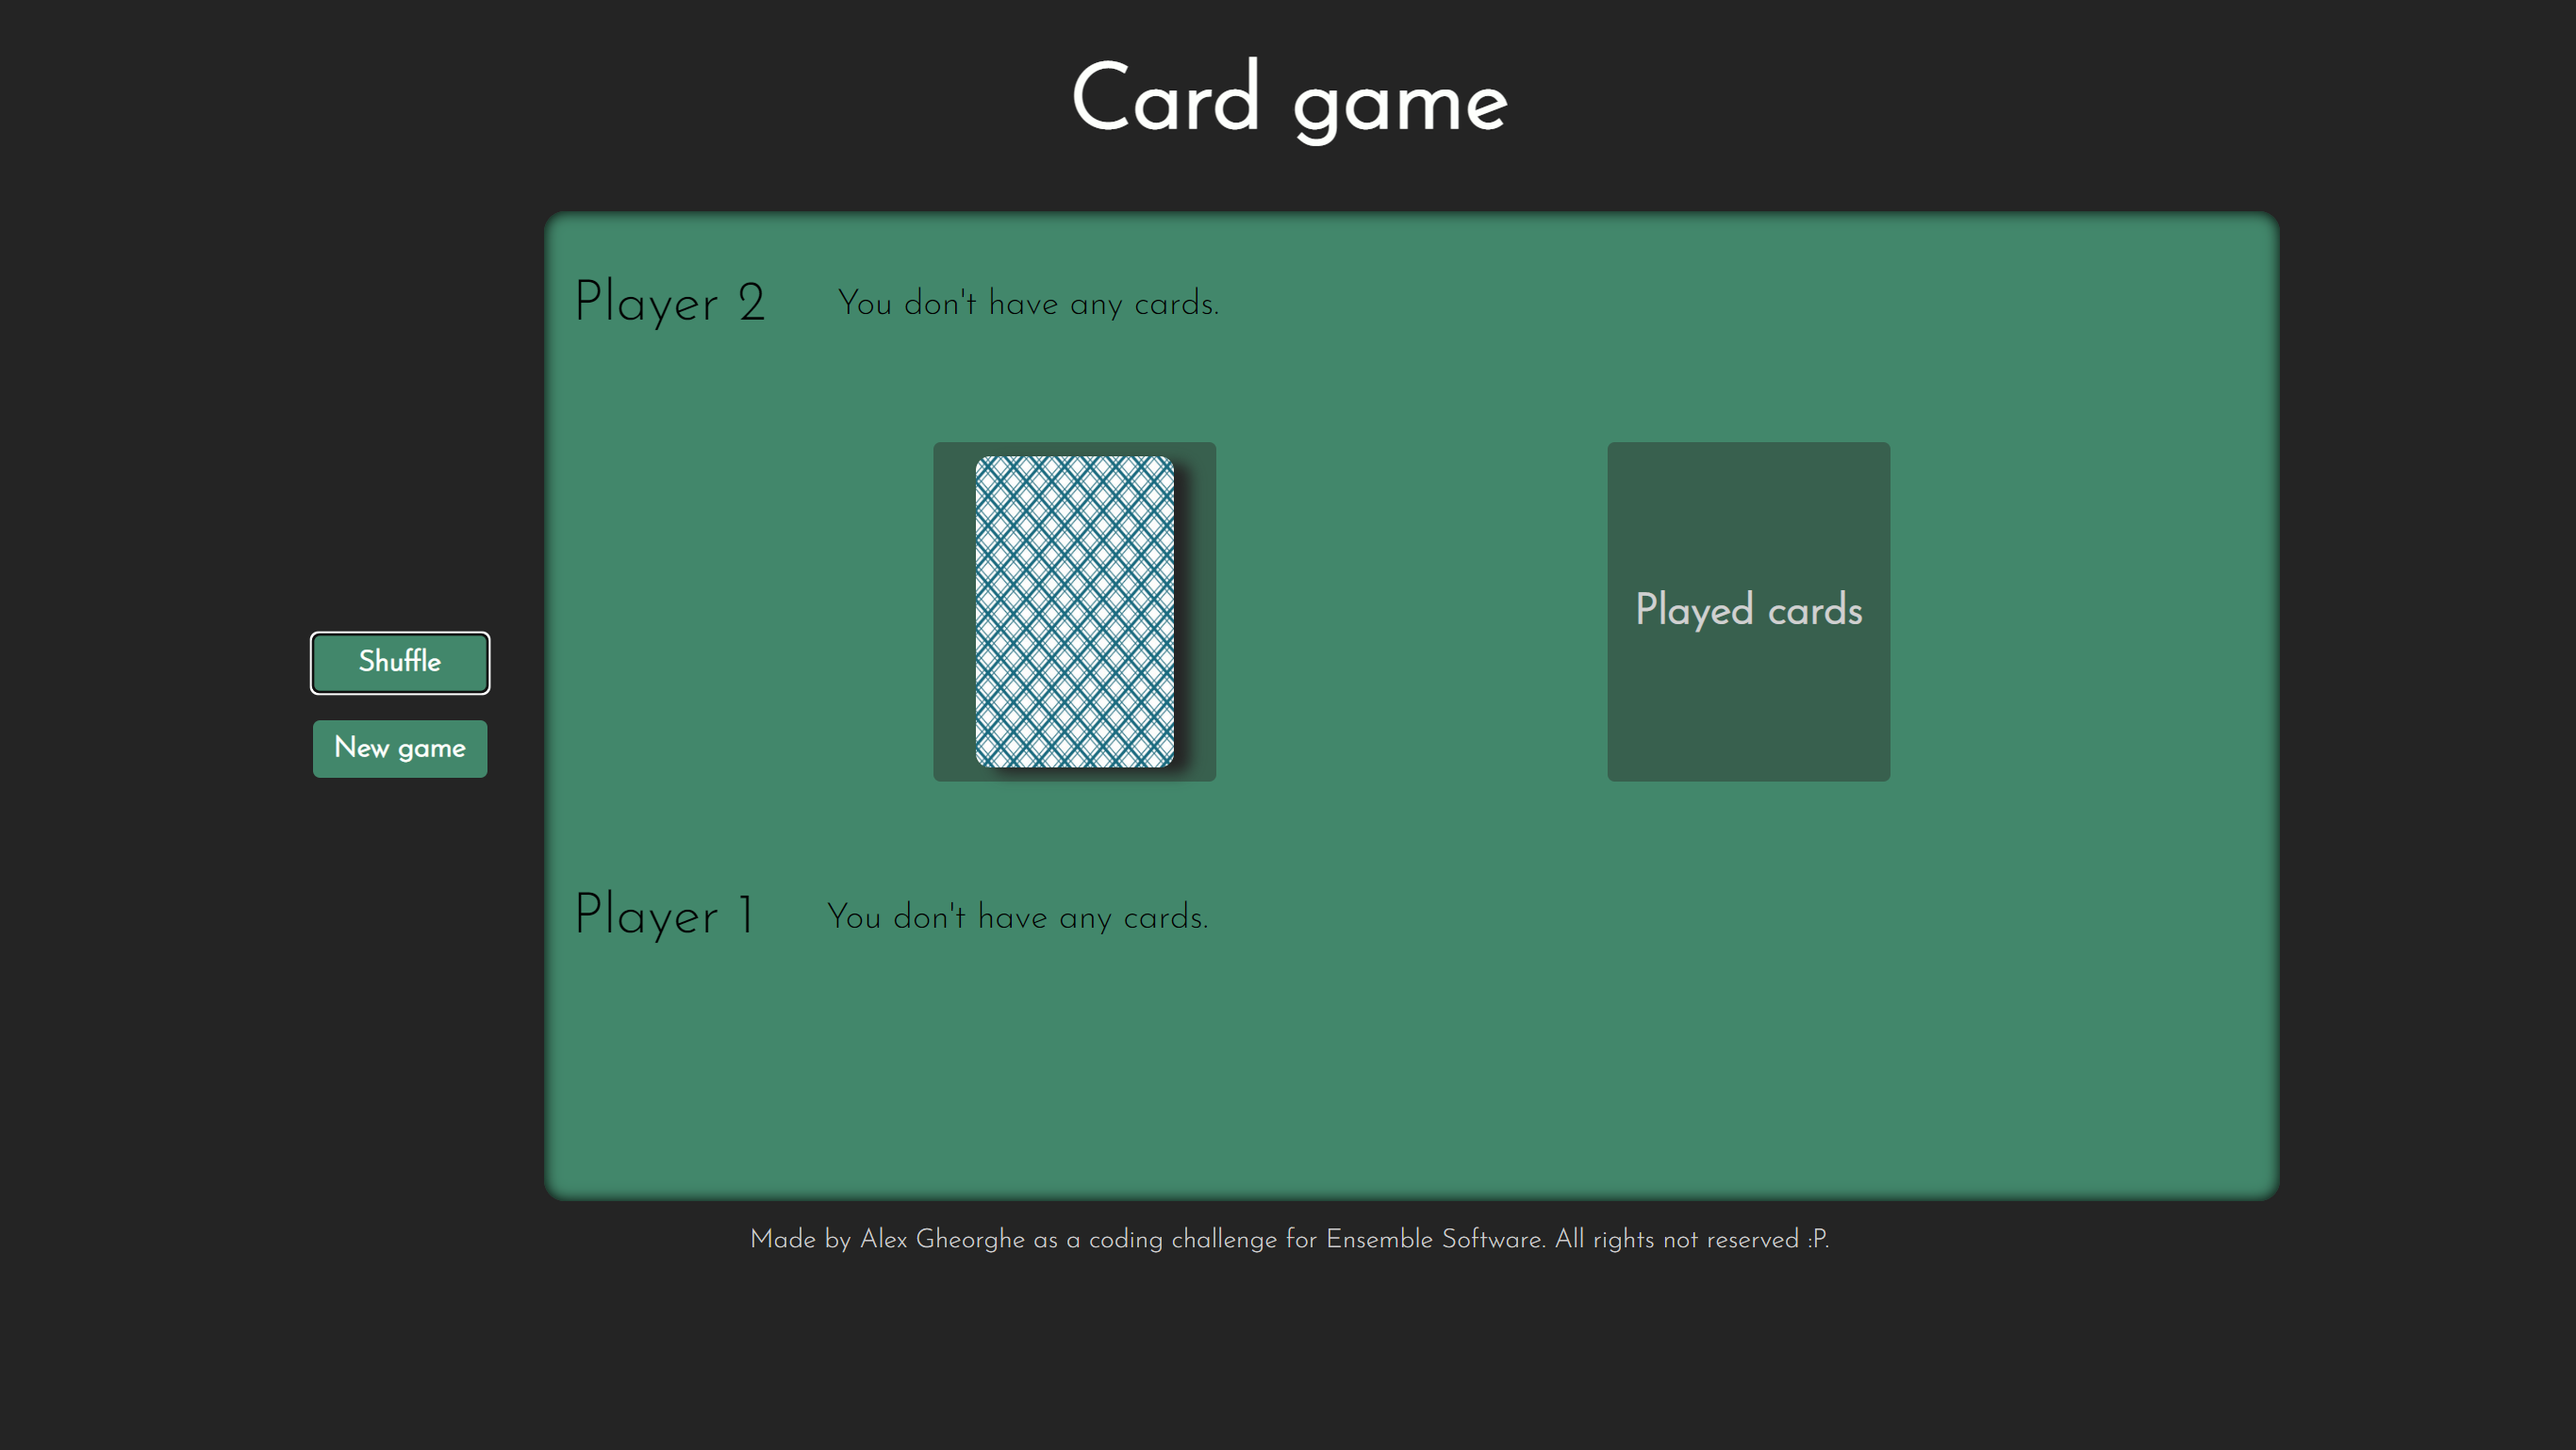 Card game
Player 2
You don't have any cards.
Played cards
Shuffle
New game
Player 1
You don't have any cards.
Made by Alex Gheorghe as a coding challenge for Ensemble Software. All rights not reserved :P.